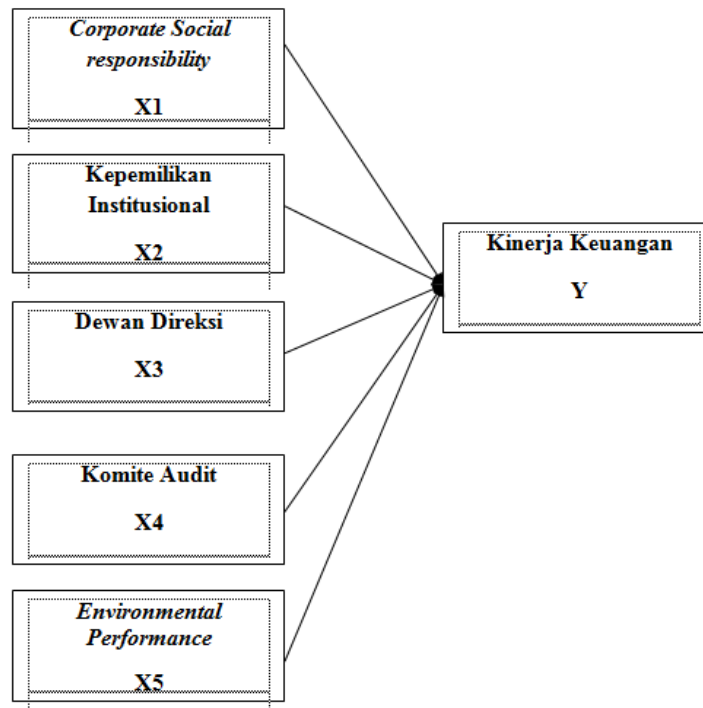 Corporate Social
responsibility
X1
Kepemilikan
Institusional
X2
Dewan Direksi
X3
Komite Audit
X4
Environmental
Performance
X5
Kinerja Keuangan
Y